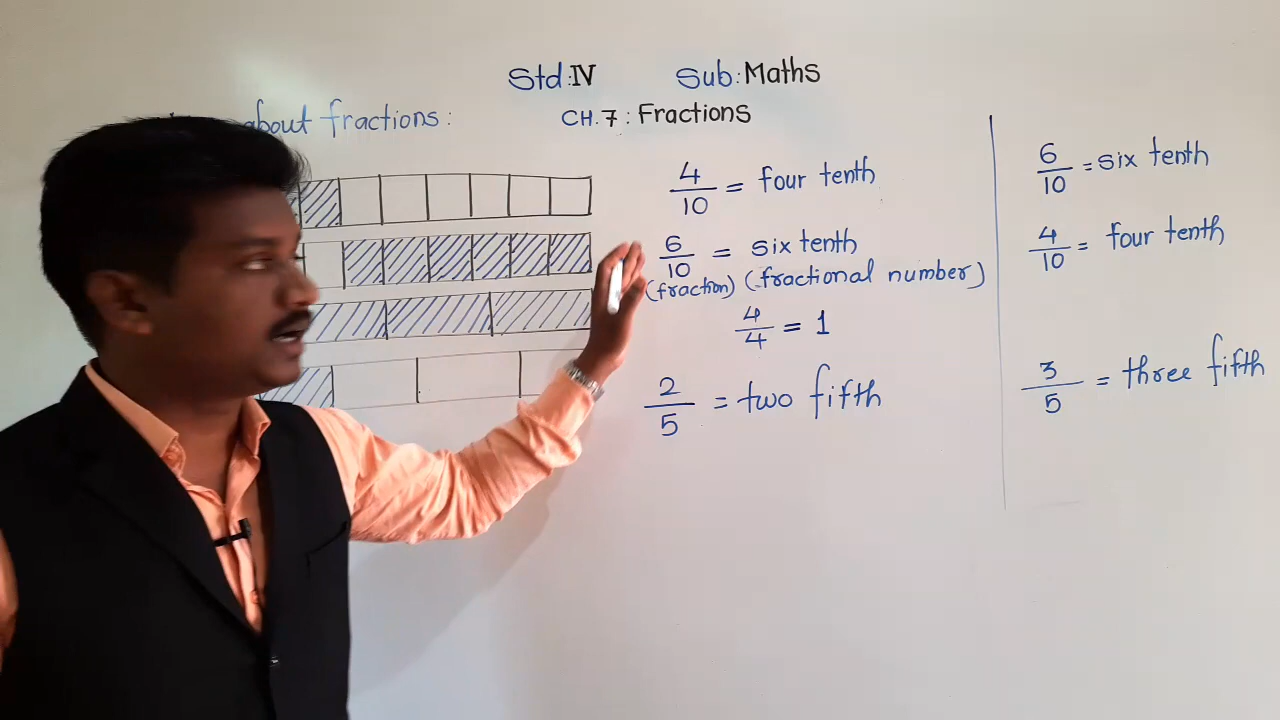 Std:IV Sub:Maths
about fractions: CH.7: Fractions
4/10 = four tenth
6/10 = six tenth
(fraction) (fractional number)
4/4 = 1
2/5 = two fifth
6/10 = six tenth
4/10 = four tenth
3/5 = three fifth